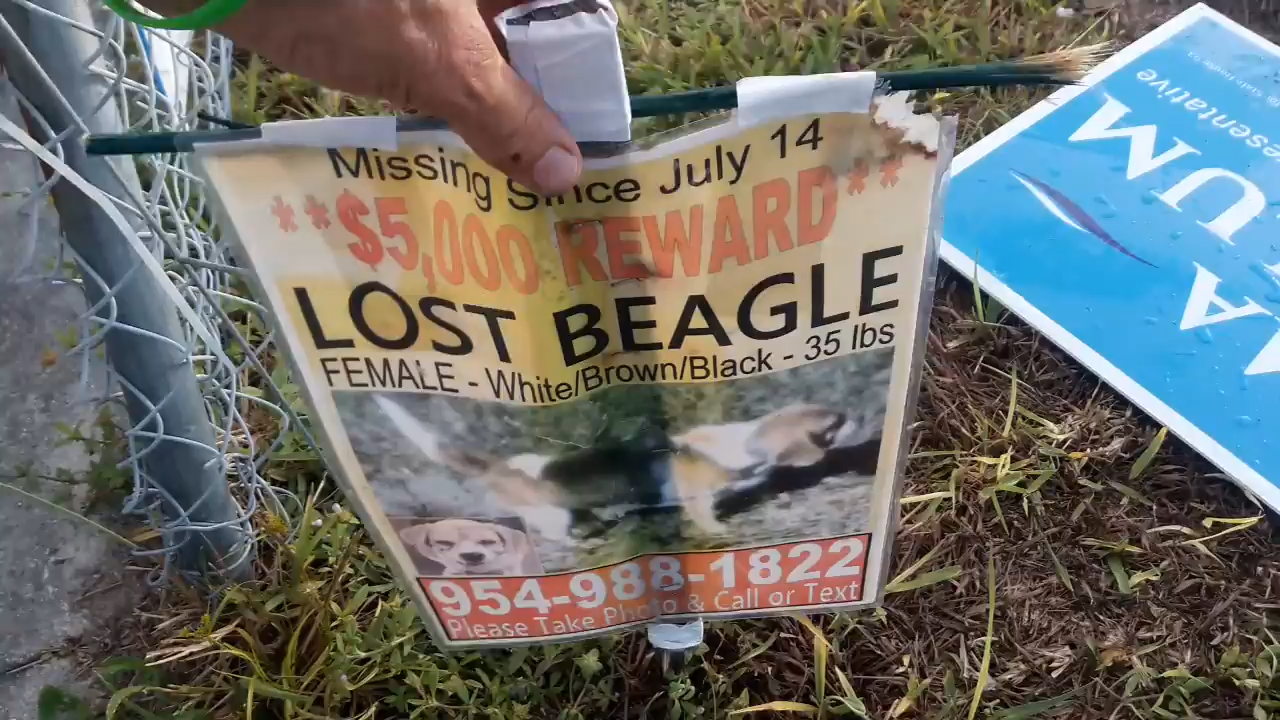 Missing Since July 14
**$5,000 REWARD**
LOST BEAGLE
FEMALE - White/Brown/Black - 35 lbs
954-988-1822
Please Take Photo & Call or Text